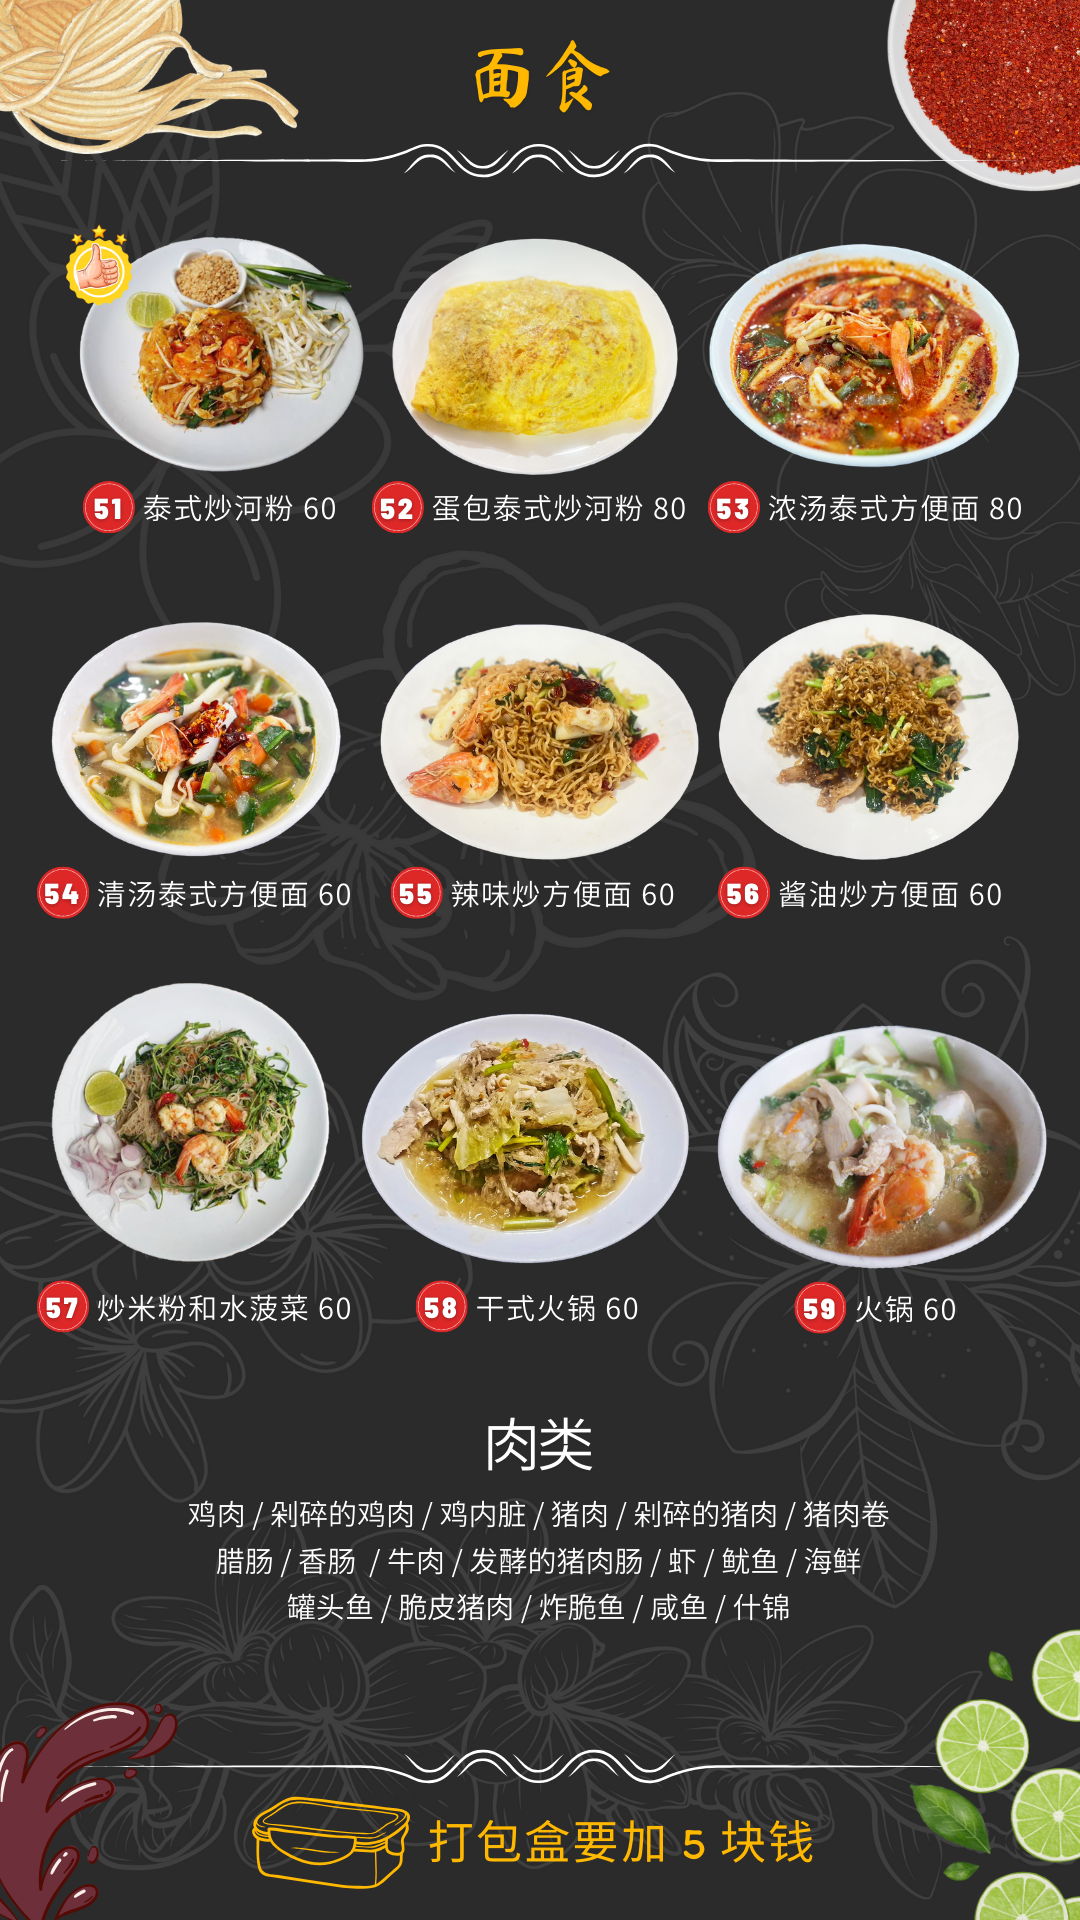 面食
51 泰式炒河粉 60
52 蛋包泰式炒河粉 80
53 浓汤泰式方便面 80
54 清汤泰式方便面 60
55 辣味炒方便面 60
56 酱油炒方便面 60
57 炒米粉和水菠菜 60
58 干式火锅 60
59 火锅 60
肉类
鸡肉 / 剁碎的鸡肉 / 鸡内脏 / 猪肉 / 剁碎的猪肉 / 猪肉卷
腊肠 / 香肠 / 牛肉 / 发酵的猪肉肠 / 虾 / 鱿鱼 / 海鲜
罐头鱼 / 脆皮猪肉 / 炸脆鱼 / 咸鱼 / 什锦
打包盒要加 5 块钱